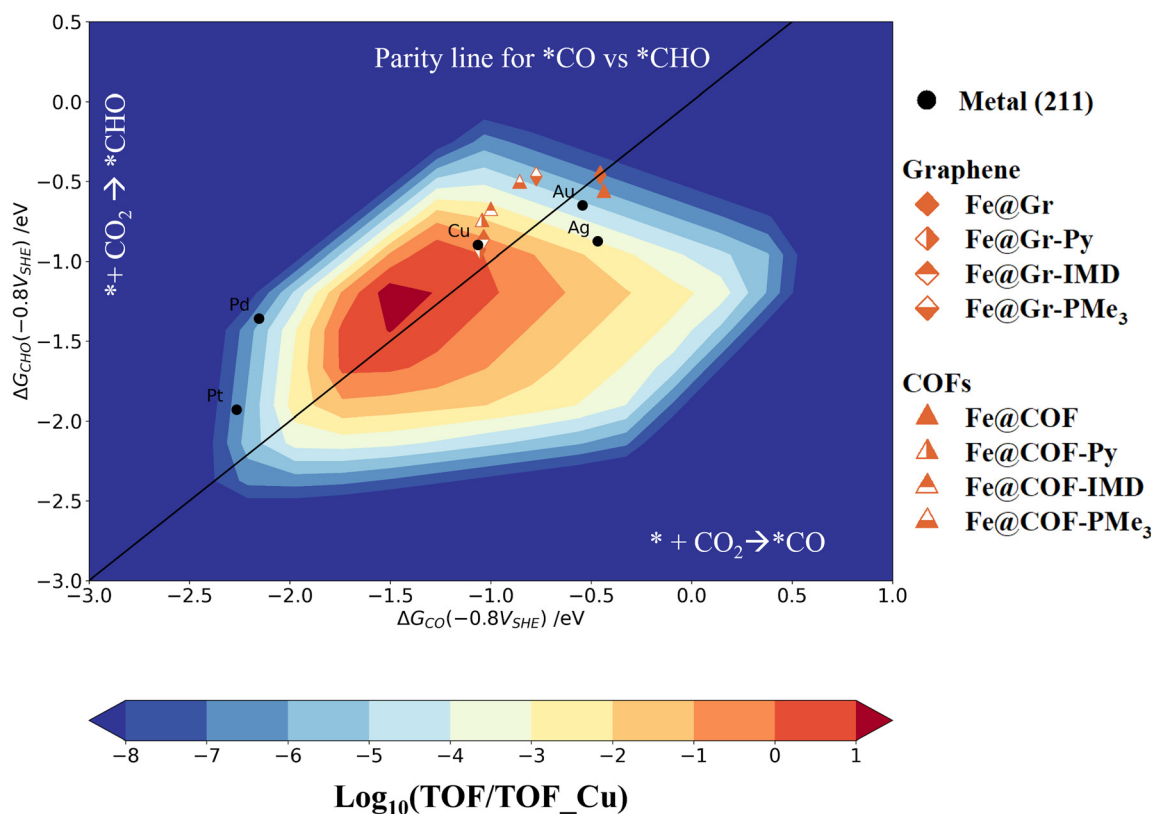 Parity line for *CO vs *CHO
*+ CO₂ → *CHO
* + CO₂→*CO
ΔG_CHO(−0.8V_SHE) /eV
0.5
0.0
−0.5
−1.0
−1.5
−2.0
−2.5
−3.0
Au
Ag
Cu
Pd
Pt
−3.0 −2.5 −2.0 −1.5 −1.0 −0.5 0.0 0.5 1.0
ΔG_CO(−0.8V_SHE) /eV
Metal (211)
Graphene
Fe@Gr
Fe@Gr-Py
Fe@Gr-IMD
Fe@Gr-PMe₃
COFs
Fe@COF
Fe@COF-Py
Fe@COF-IMD
Fe@COF-PMe₃
−8 −7 −6 −5 −4 −3 −2 −1 0 1
Log₁₀(TOF/TOF_Cu)